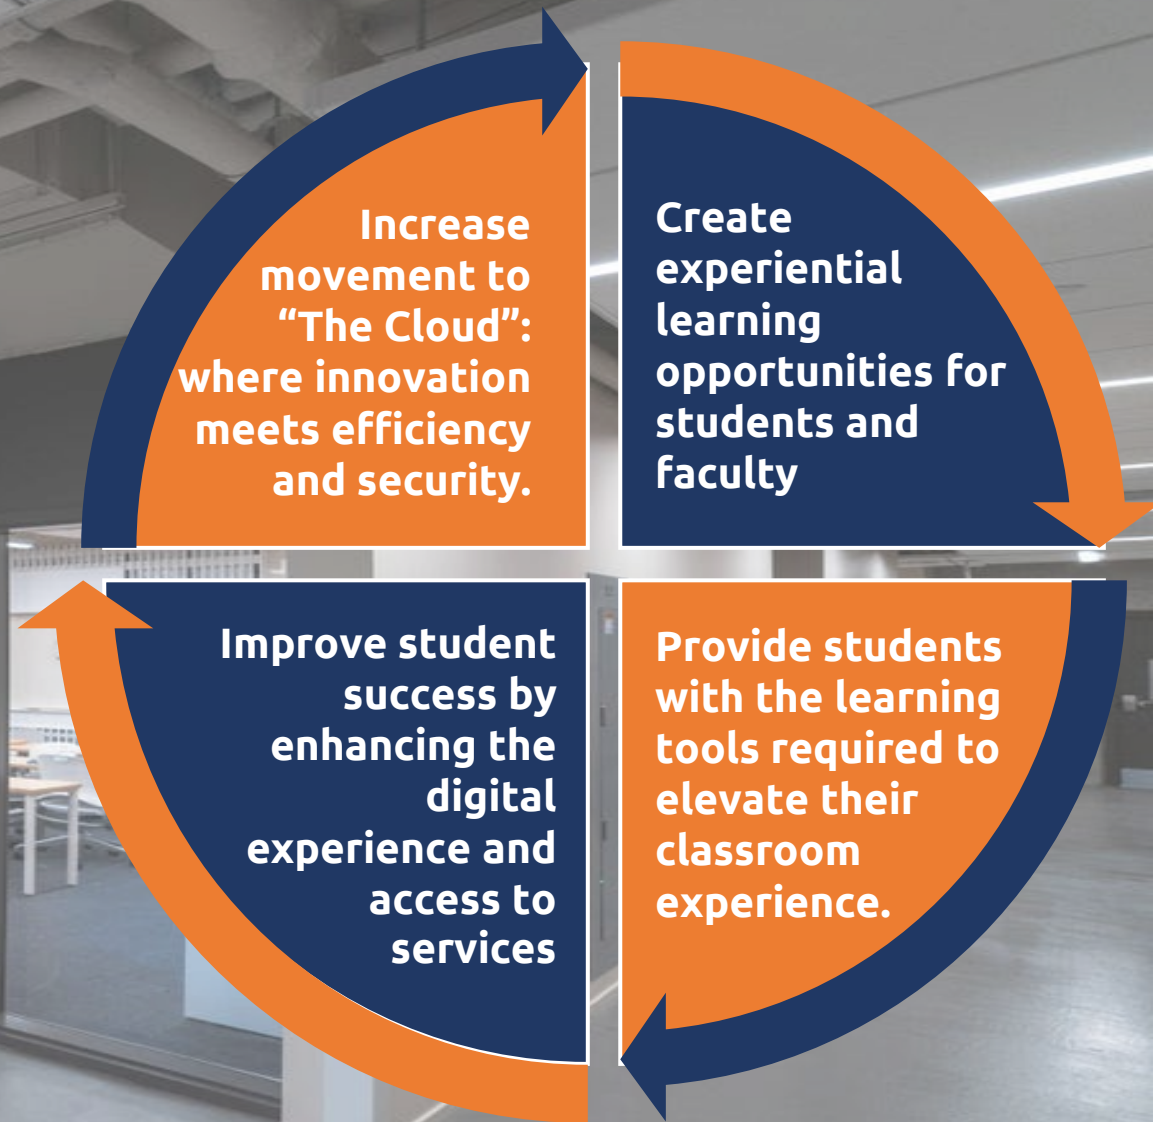 Increase
movement to
“The Cloud”:
where innovation
meets efficiency
and security.
Create
experiential
learning
opportunities for
students and
faculty
Improve student
success by
enhancing the
digital
experience and
access to
services
Provide students
with the learning
tools required to
elevate their
classroom
experience.